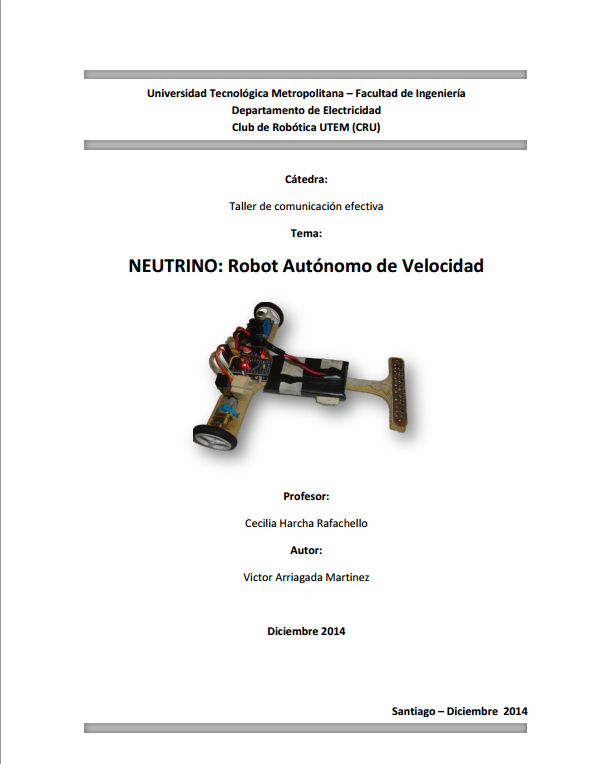 Universidad Tecnológica Metropolitana – Facultad de Ingeniería
Departamento de Electricidad
Club de Robótica UTEM (CRU)
Cátedra:
Taller de comunicación efectiva
Tema:
NEUTRINO: Robot Autónomo de Velocidad
Profesor:
Cecilia Harcha Rafachello
Autor:
Victor Arriagada Martinez
Diciembre 2014
Santiago – Diciembre 2014